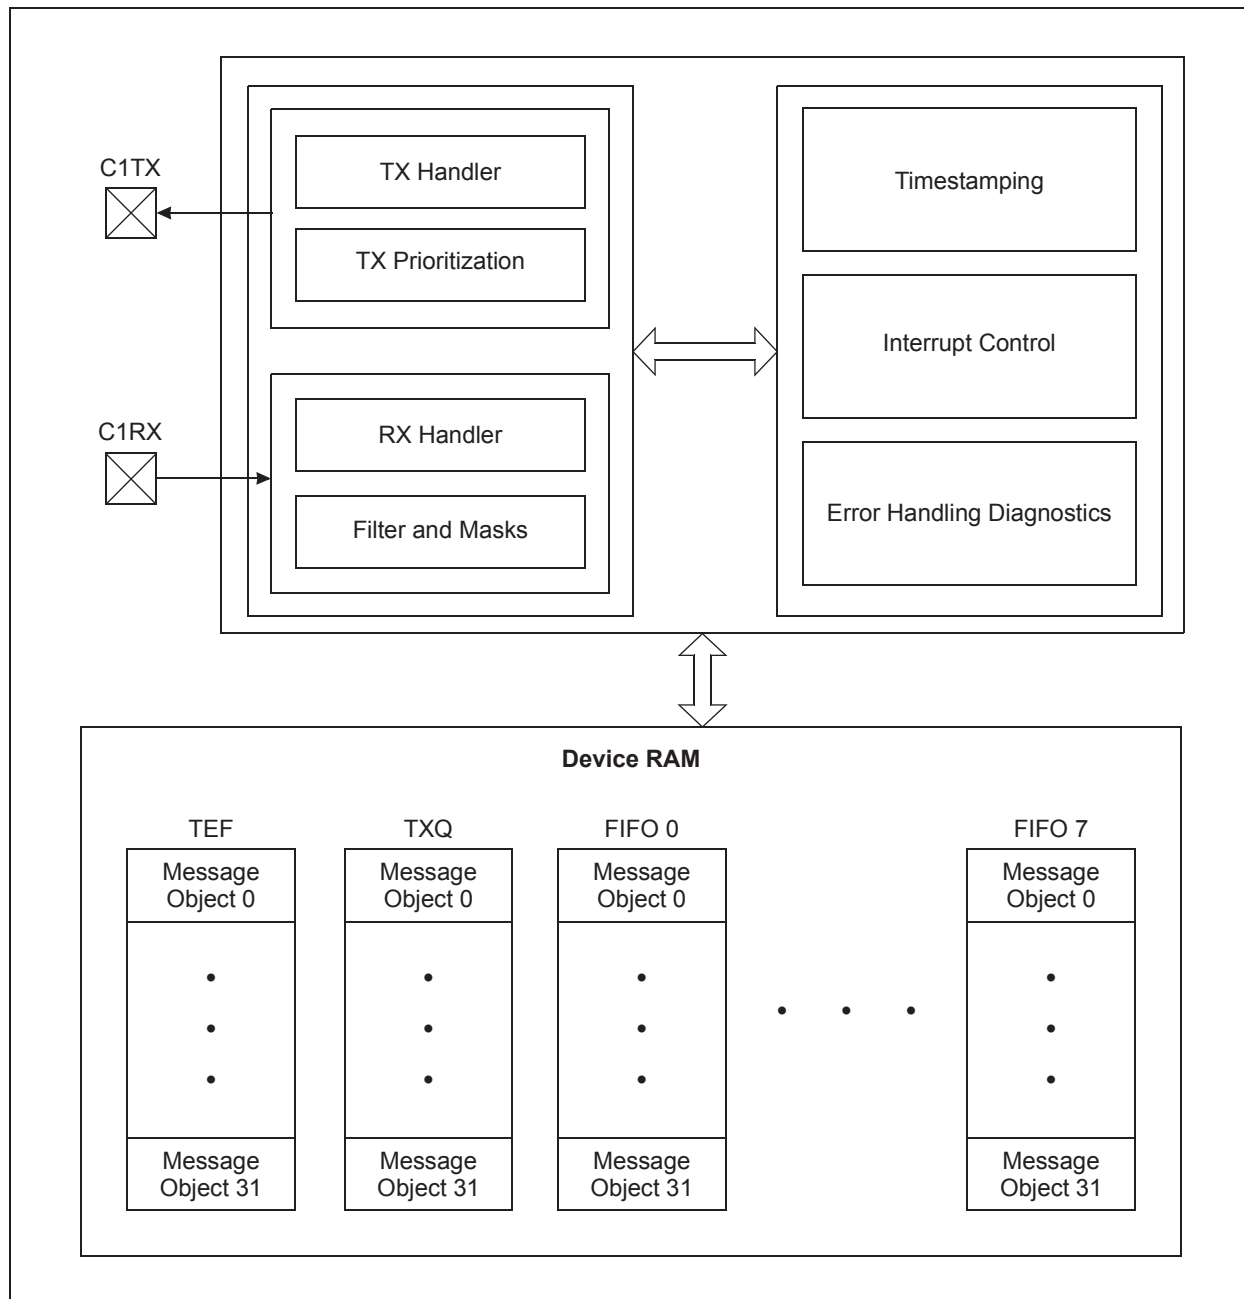 C1TX
TX Handler
TX Prioritization
C1RX
RX Handler
Filter and Masks
Timestamping
Interrupt Control
Error Handling Diagnostics
Device RAM
TEF
Message
Object 0
Message
Object 31
TXQ
Message
Object 0
Message
Object 31
FIFO 0
Message
Object 0
Message
Object 31
FIFO 7
Message
Object 0
Message
Object 31